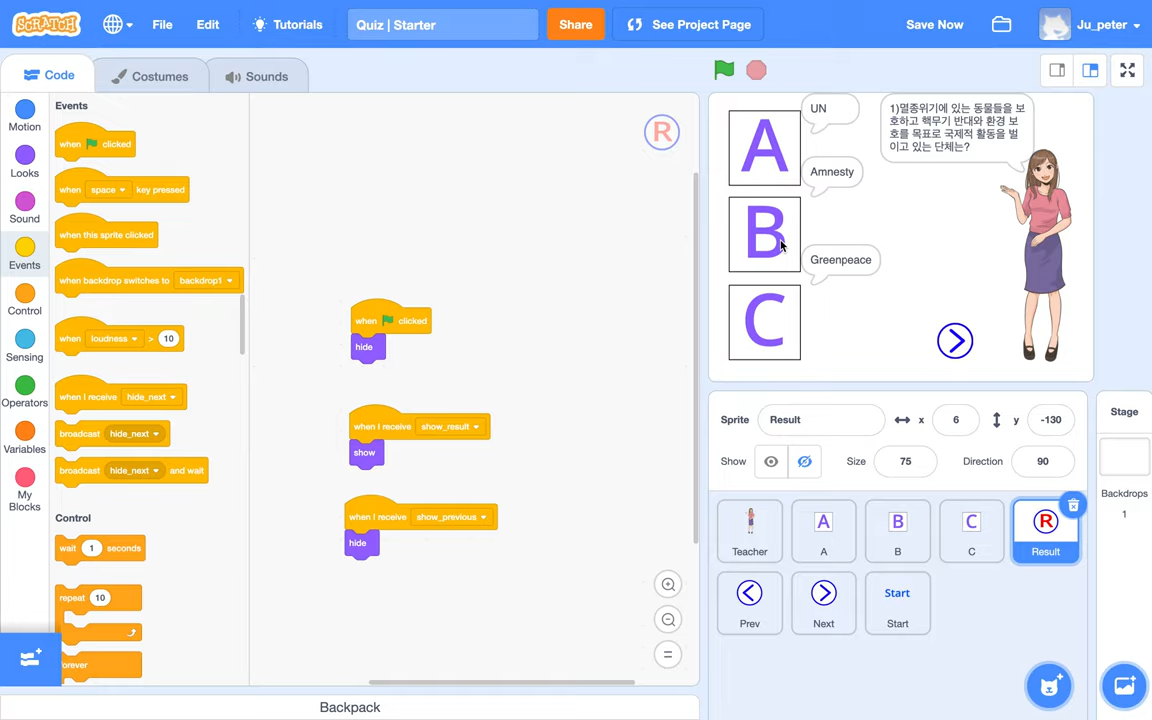 SCRATCH
File
Edit
Tutorials
Quiz | Starter
Share
See Project Page
Save Now
Ju_peter
Code
Costumes
Sounds
Motion
Looks
Sound
Events
Control
Sensing
Operators
Variables
My
Blocks
Events
when clicked
when space key pressed
when this sprite clicked
when backdrop switches to backdrop1
when loudness > 10
when I receive hide_next
broadcast hide_next
broadcast hide_next and wait
Control
wait 1 seconds
repeat 10
forever
when clicked
hide
when I receive show_result
show
when I receive show_previous
hide
R
A
UN
B
Amnesty
C
Greenpeace
1)멸종위기에 있는 동물들을 보
호하고 핵무기 반대와 환경 보
호를 목표로 국제적 활동을 벌
이고 있는 단체는?
Sprite
Result
x
6
y
-130
Show
Size
75
Direction
90
Teacher
A
A
B
B
C
C
R
Result
Prev
Next
Start
Start
Stage
Backdrops
1
Backpack